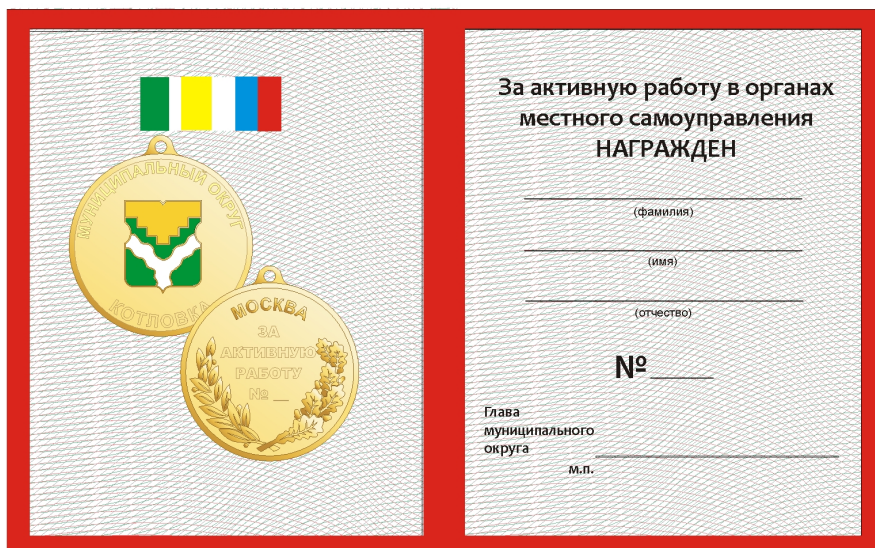 МУНИЦИПАЛЬНЫЙ ОКРУГ
КОТЛОВКА
МОСКВА
ЗА
АКТИВНУЮ
РАБОТУ
№ __
За активную работу в органах
местного самоуправления
НАГРАЖДЕН
(фамилия)
(имя)
(отчество)
№____
Глава
муниципального
округа
м.п.